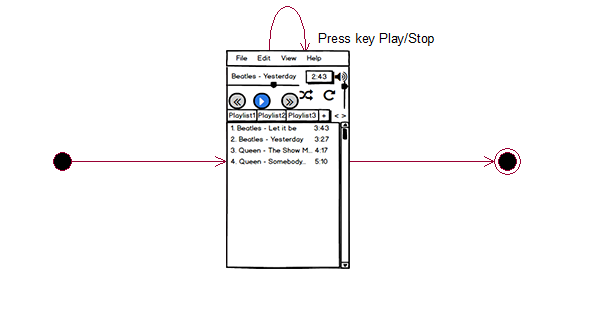 Press key Play/Stop
File Edit View Help
Beatles - Yesterday 2:43
Playlist1 Playlist2 Playlist3 + < >
1. Beatles - Let it be 3:43
2. Beatles - Yesterday 3:27
3. Queen - The Show M... 4:17
4. Queen - Somebody... 5:10